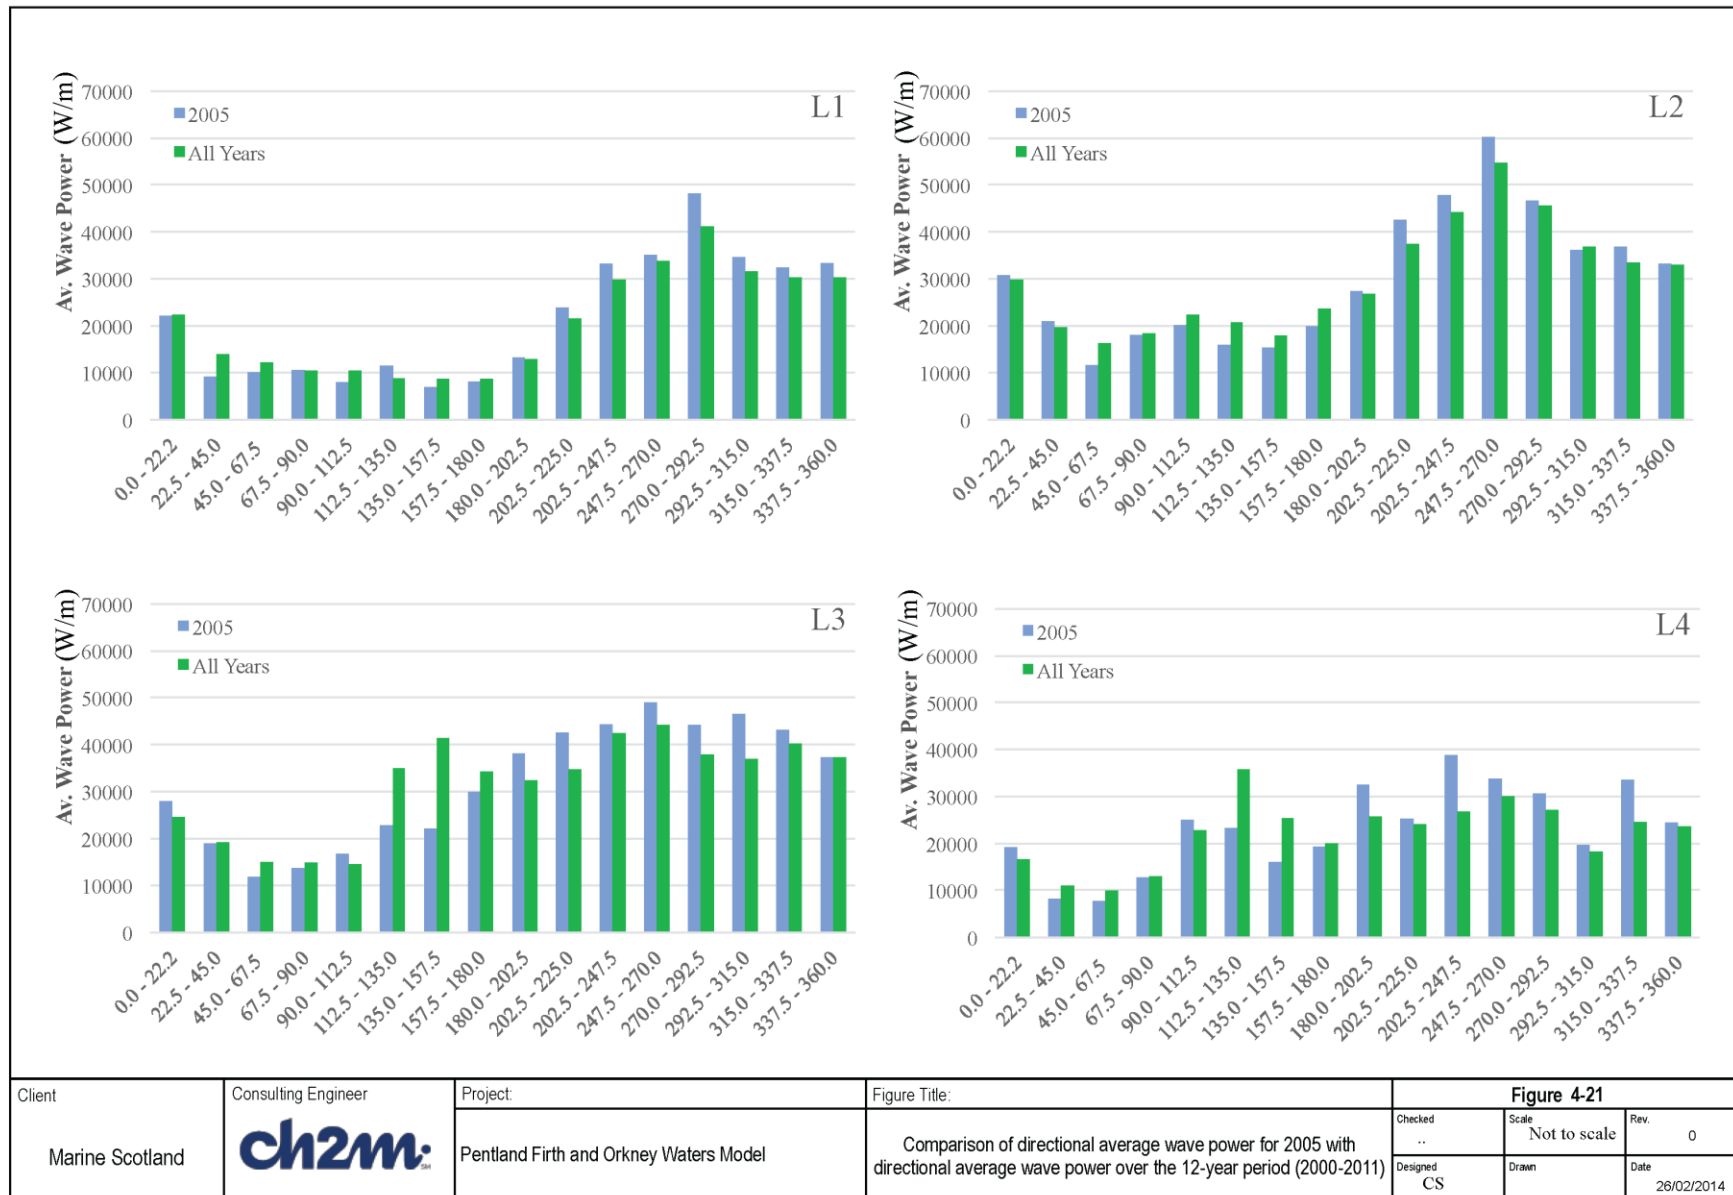 Av. Wave Power (W/m)
L1
2005
All Years
70000
60000
50000
40000
30000
20000
10000
0
0.0 - 22.2
22.5 - 45.0
45.0 - 67.5
67.5 - 90.0
90.0 - 112.5
112.5 - 135.0
135.0 - 157.5
157.5 - 180.0
180.0 - 202.5
202.5 - 225.0
202.5 - 247.5
247.5 - 270.0
270.0 - 292.5
292.5 - 315.0
315.0 - 337.5
337.5 - 360.0
Av. Wave Power (W/m)
L2
2005
All Years
70000
60000
50000
40000
30000
20000
10000
0
0.0 - 22.2
22.5 - 45.0
45.0 - 67.5
67.5 - 90.0
90.0 - 112.5
112.5 - 135.0
135.0 - 157.5
157.5 - 180.0
180.0 - 202.5
202.5 - 225.0
202.5 - 247.5
247.5 - 270.0
270.0 - 292.5
292.5 - 315.0
315.0 - 337.5
337.5 - 360.0
Av. Wave Power (W/m)
L3
2005
All Years
70000
60000
50000
40000
30000
20000
10000
0
0.0 - 22.2
22.5 - 45.0
45.0 - 67.5
67.5 - 90.0
90.0 - 112.5
112.5 - 135.0
135.0 - 157.5
157.5 - 180.0
180.0 - 202.5
202.5 - 225.0
202.5 - 247.5
247.5 - 270.0
270.0 - 292.5
292.5 - 315.0
315.0 - 337.5
337.5 - 360.0
Av. Wave Power (W/m)
L4
2005
All Years
70000
60000
50000
40000
30000
20000
10000
0
0.0 - 22.2
22.5 - 45.0
45.0 - 67.5
67.5 - 90.0
90.0 - 112.5
112.5 - 135.0
135.0 - 157.5
157.5 - 180.0
180.0 - 202.5
202.5 - 225.0
202.5 - 247.5
247.5 - 270.0
270.0 - 292.5
292.5 - 315.0
315.0 - 337.5
337.5 - 360.0
Client
Marine Scotland
Consulting Engineer
ch2m:
SM
Project:
Pentland Firth and Orkney Waters Model
Figure Title:
Comparison of directional average wave power for 2005 with
directional average wave power over the 12-year period (2000-2011)
Figure 4-21
Checked
..
Scale
Not to scale
Rev.
0
Designed
CS
Drawn
Date
26/02/2014